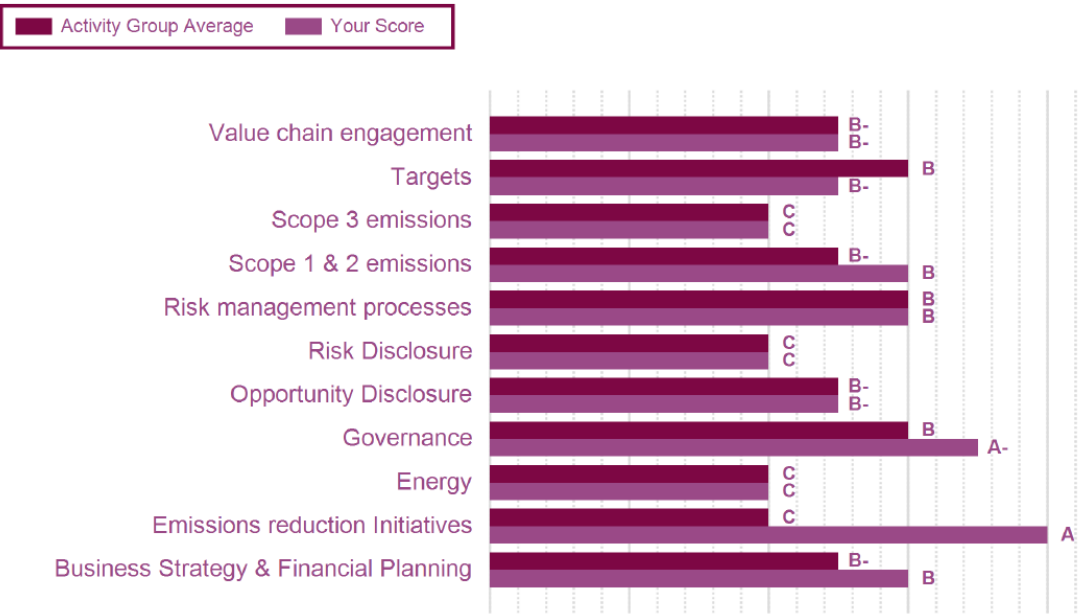 Activity Group Average Your Score
Value chain engagement B-
B-
Targets B
B-
Scope 3 emissions C
C
Scope 1 & 2 emissions B-
B
Risk management processes B
B
Risk Disclosure C
C
Opportunity Disclosure B-
B-
Governance B
A-
Energy C
C
Emissions reduction Initiatives C
A
Business Strategy & Financial Planning B-
B